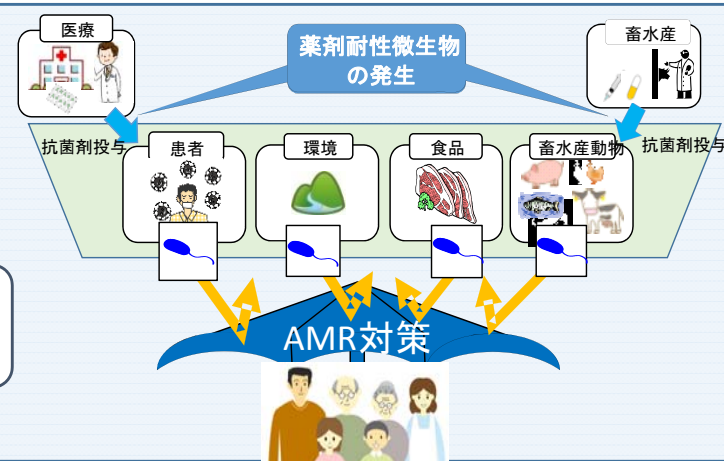 医療
薬剤耐性微生物
の発生
畜水産
抗菌剤投与
患者
環境
食品
畜水産動物
抗菌剤投与
AMR対策